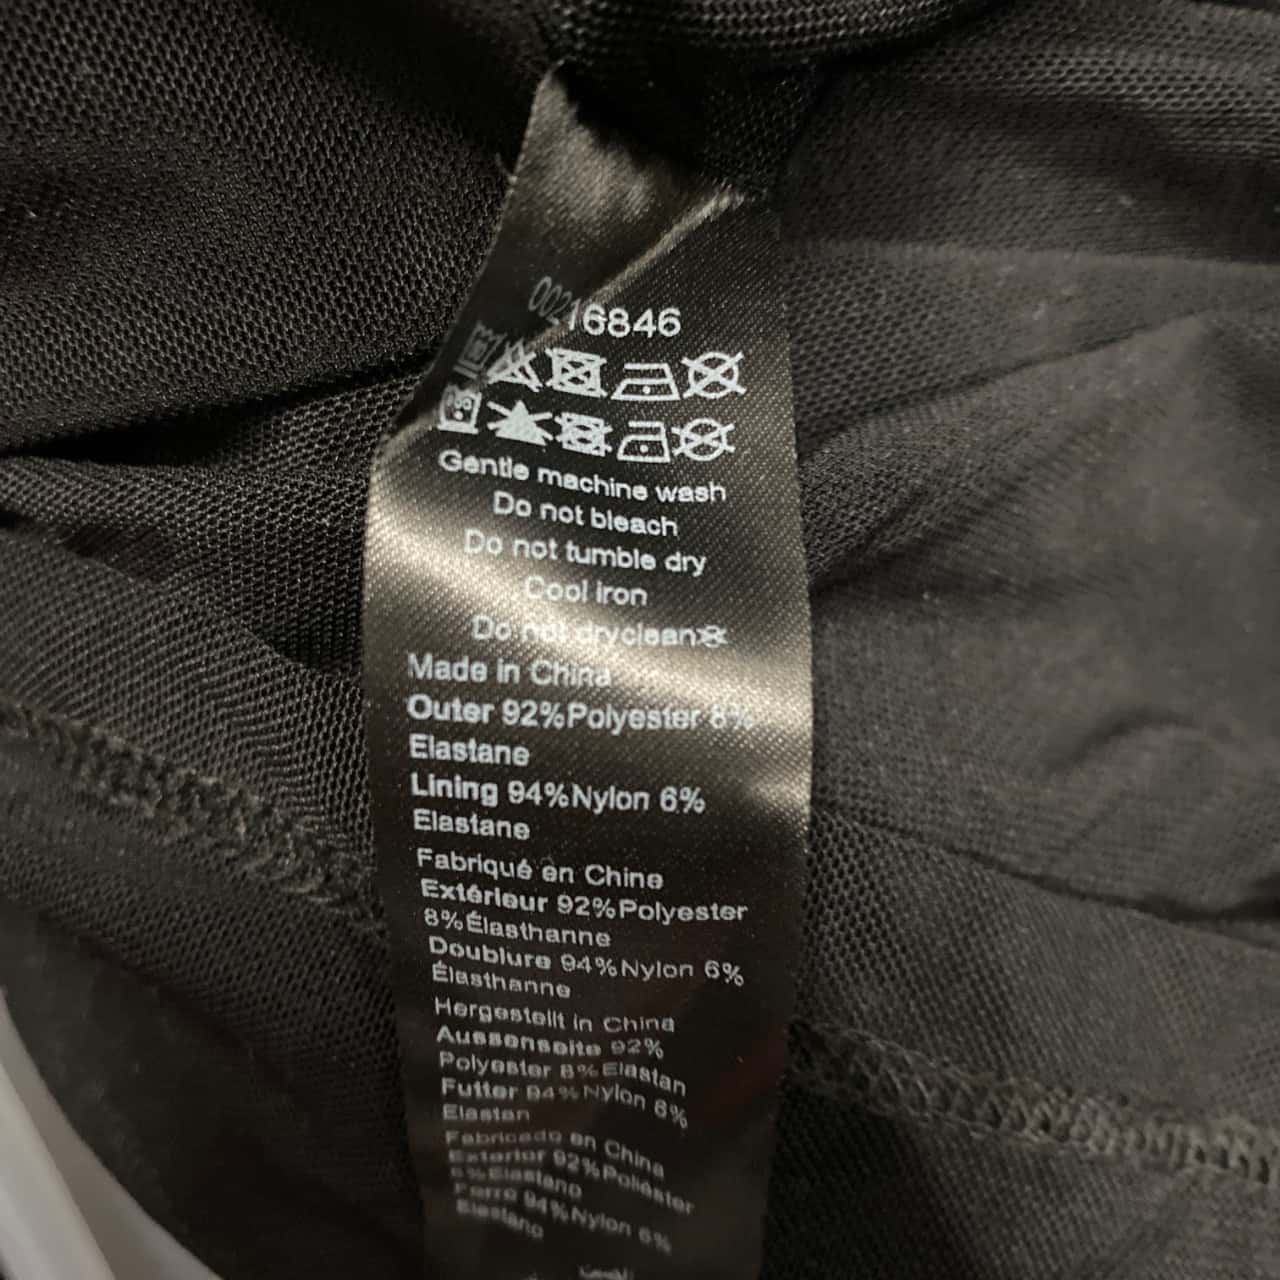 00216846
Gentle machine wash
Do not bleach
Do not tumble dry
Cool iron
Do not dryclean
Made in China
Outer 92%Polyester 8%
Elastane
Lining 94%Nylon 6%
Elastane
Fabriqué en Chine
Extérieur 92%Polyester
8%Élasthanne
Doublure 94%Nylon 6%
Élasthanne
Hergestellt in China
Aussenseite 92%
Polyester 8%Elastan
Futter 94%Nylon 6%
Elastan
Fabricado en China
Exterior 92%Poliéster
8%Elastano
Forro 94%Nylon 6%
Elastano